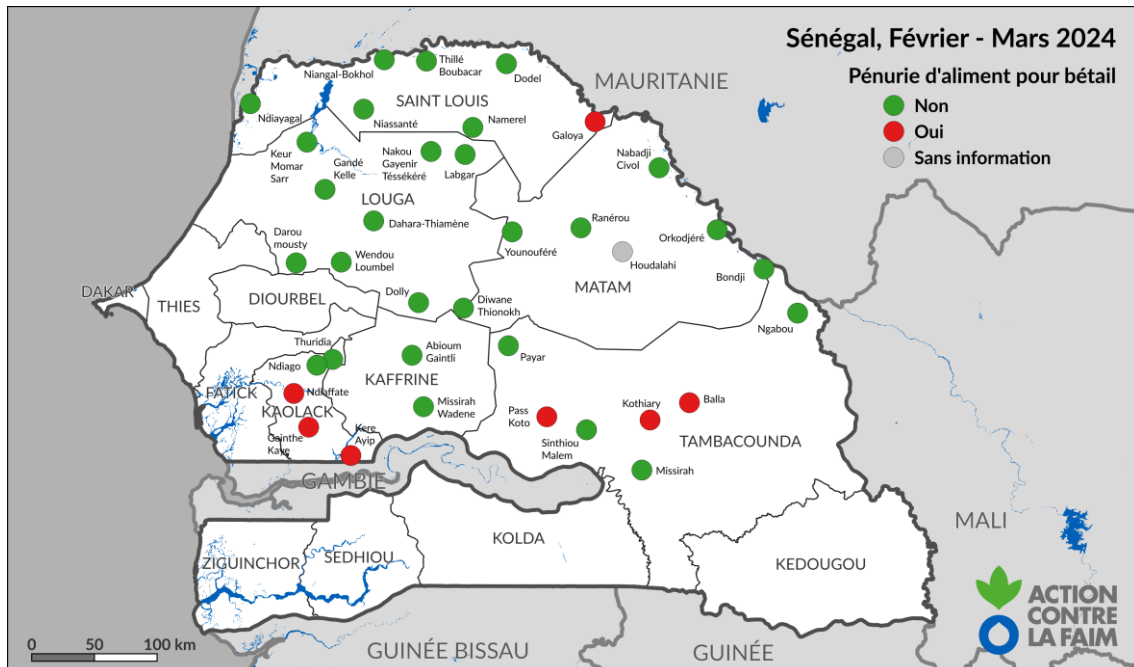 Sénégal, Février - Mars 2024
Pénurie d'aliment pour bétail
Non
Oui
Sans information
MAURITANIE
Niangal-Bokhol
Thillé
Boubacar
Dodel
SAINT LOUIS
Ndiayagal
Niassanté
Namerel
Galoya
Keur
Momar
Sarr
Gandé
Kelle
Nakou
Gayenir
Téssékéré
Labgar
Nabadji
Civol
LOUGA
Dahara-Thiamène
Ranérou
Younouféré
Orkodjéré
Houdalahi
Darou
mousty
Wendou
Loumbel
Bondji
MATAM
DAKAR
THIES
DIOURBEL
Dolly
Diwane
Thionokh
Ngabou
Thuridia
Ndiago
Abioum
Gaintli
Payar
KAFFRINE
FATICK
Ndiaffate
KAOLACK
Missirah
Wadene
Pass
Koto
Kothiary
Balla
Gainthe
Kaye
Kere
Ayip
Sinthiou
Malem
TAMBACOUNDA
Missirah
GAMBIE
MALI
KOLDA
ZIGUINCHOR
SEDHIOU
KEDOUGOU
0 50 100 km
GUINÉE BISSAU
GUINÉE
ACTION
CONTRE
LA FAIM